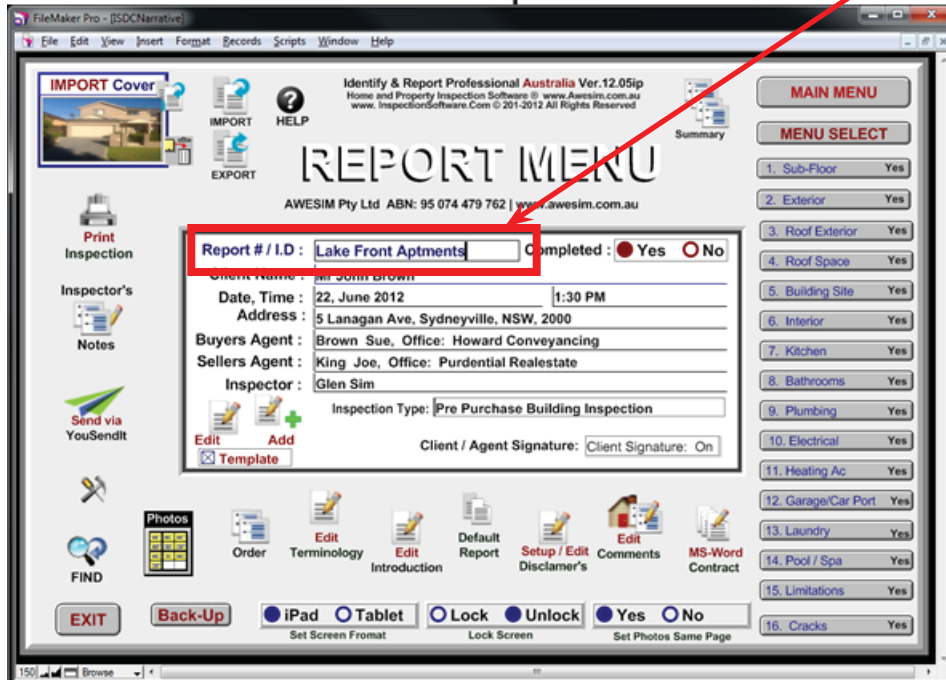 FileMaker Pro - [ISDCNarrative]
File Edit View Insert Format Records Scripts Window Help
IMPORT Cover
IMPORT
EXPORT
HELP
Identify & Report Professional Australia Ver.12.05ip
Home and Property Inspection Software ® www.Awesim.com.au
www. InspectionSoftware.Com © 201-2012 All Rights Reserved
Summary
REPORT MENU
AWESIM Pty Ltd ABN: 95 074 479 762 | www.awesim.com.au
MAIN MENU
MENU SELECT
1. Sub-Floor Yes
2. Exterior Yes
3. Roof Exterior Yes
4. Roof Space Yes
5. Building Site Yes
6. Interior Yes
7. Kitchen Yes
8. Bathrooms Yes
9. Plumbing Yes
10. Electrical Yes
11. Heating Ac Yes
12. Garage/Car Port Yes
13. Laundry Yes
14. Pool / Spa Yes
15. Limitations Yes
16. Cracks Yes
Print
Inspection
Inspector's
Notes
Send via
YouSendIt
FIND
EXIT
Report # / I.D : Lake Front Aptments Completed : Yes No
Client Name : Mr John Brown
Date, Time : 22, June 2012 1:30 PM
Address : 5 Lanagan Ave, Sydneyville, NSW, 2000
Buyers Agent : Brown Sue, Office: Howard Conveyancing
Sellers Agent : King Joe, Office: Purdential Realestate
Inspector : Glen Sim
Inspection Type: Pre Purchase Building Inspection
Edit Add
Template
Client / Agent Signature: Client Signature: On
Photos
Order
Edit
Terminology
Edit
Introduction
Default
Report
Setup / Edit
Disclamer's
Edit
Comments
MS-Word
Contract
Back-Up
iPad Tablet
Set Screen Fromat
Lock Unlock
Lock Screen
Yes No
Set Photos Same Page
150 Browse